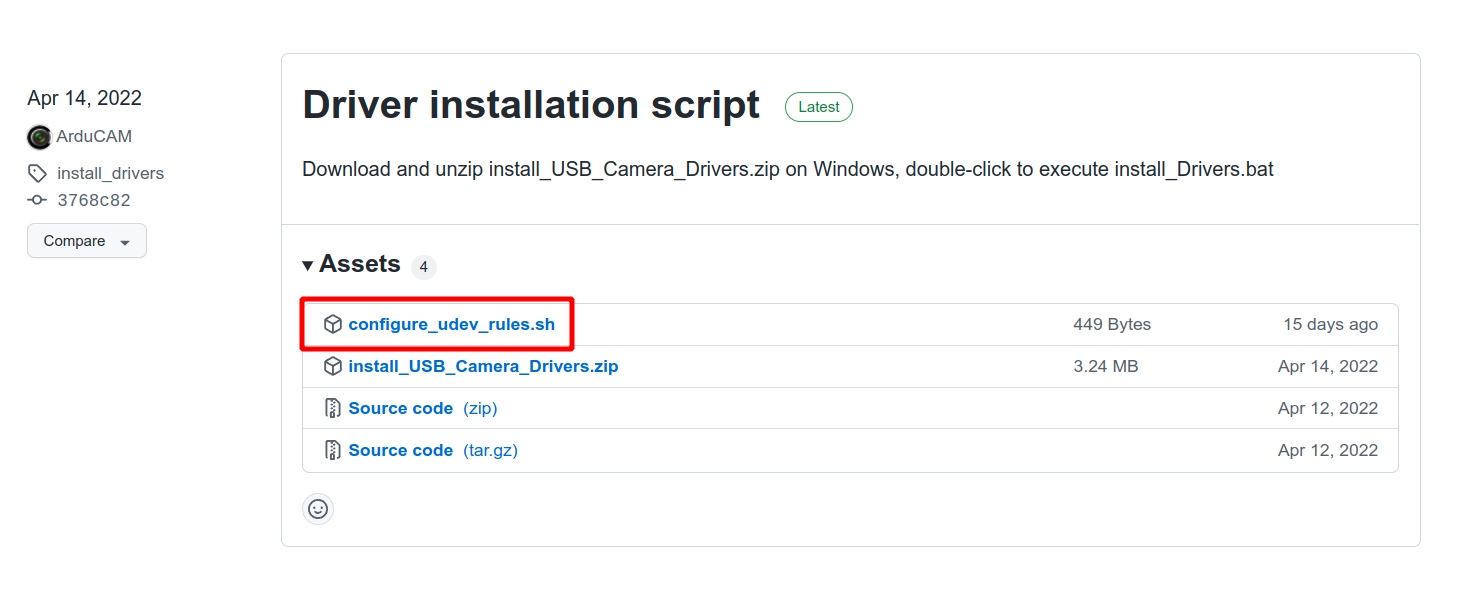 Apr 14, 2022
ArduCAM
install_drivers
3768c82
Compare
Driver installation script Latest
Download and unzip install_USB_Camera_Drivers.zip on Windows, double-click to execute install_Drivers.bat
Assets 4
configure_udev_rules.sh 449 Bytes 15 days ago
install_USB_Camera_Drivers.zip 3.24 MB Apr 14, 2022
Source code (zip) Apr 12, 2022
Source code (tar.gz) Apr 12, 2022